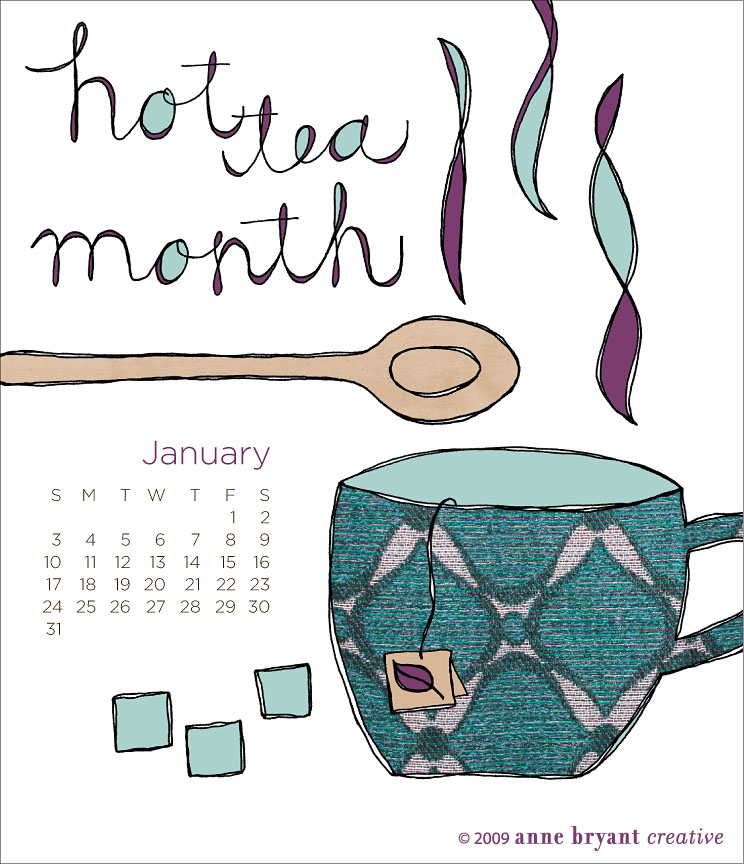 hot tea
month
January
S M T W T F S
1 2
3 4 5 6 7 8 9
10 11 12 13 14 15 16
17 18 19 20 21 22 23
24 25 26 27 28 29 30
31
© 2009 anne bryant creative